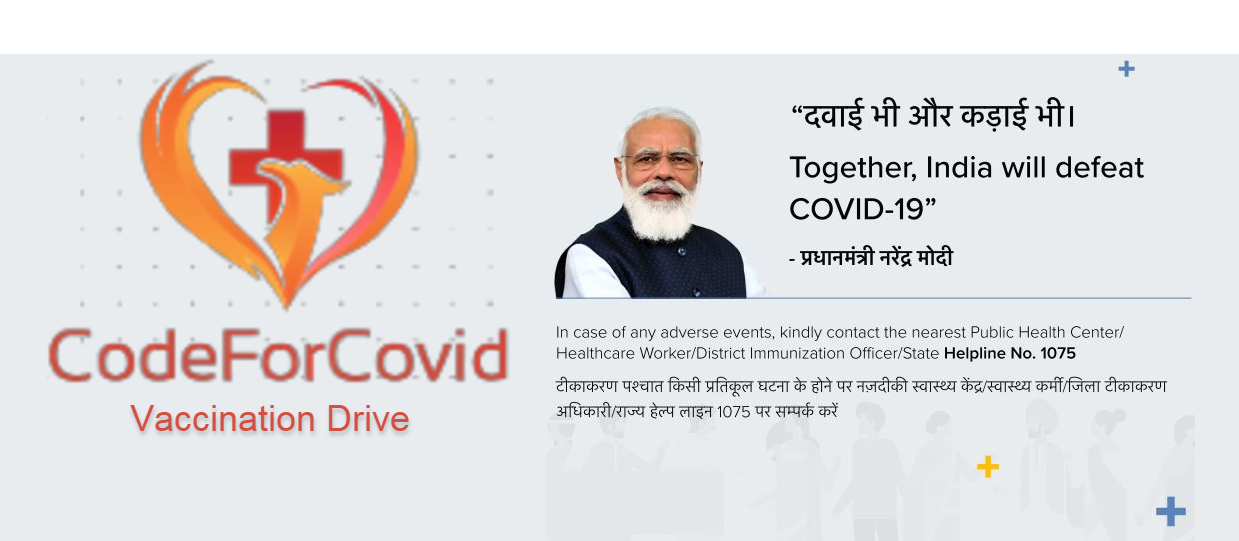 CodeForCovid
Vaccination Drive
“दवाई भी और कड़ाई भी।
Together, India will defeat
COVID-19”
- प्रधानमंत्री नरेंद्र मोदी
In case of any adverse events, kindly contact the nearest Public Health Center/
Healthcare Worker/District Immunization Officer/State Helpline No. 1075
टीकाकरण पश्चात किसी प्रतिकूल घटना के होने पर नज़दीकी स्वास्थ्य केंद्र/स्वास्थ्य कर्मी/जिला टीकाकरण
अधिकारी/राज्य हेल्प लाइन 1075 पर सम्पर्क करें